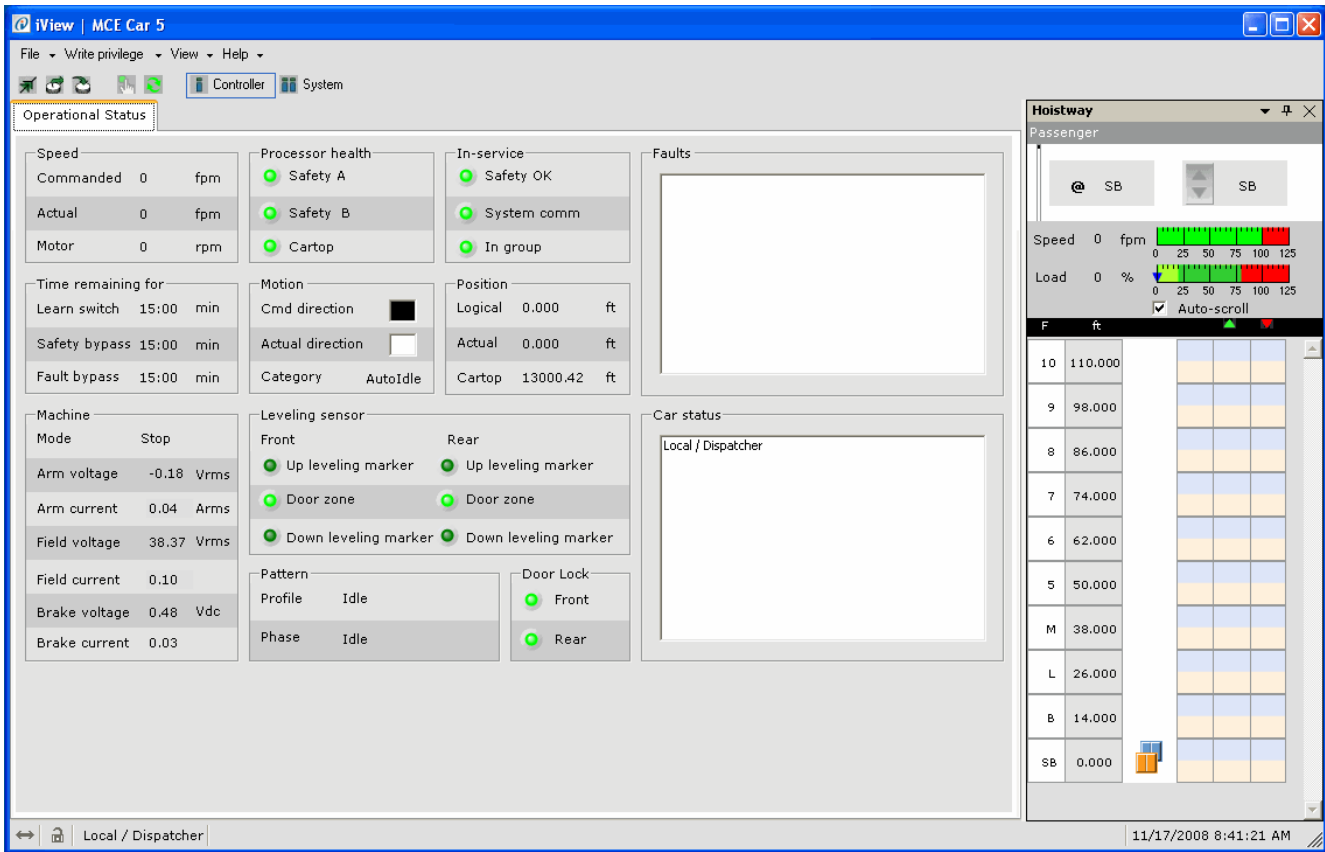 iView | MCE Car 5
File Write privilege View Help
Controller System
Operational Status
Speed
Commanded 0 fpm
Actual 0 fpm
Motor 0 rpm
Processor health
Safety A
Safety B
Cartop
In-service
Safety OK
System comm
In group
Faults
Time remaining for
Learn switch 15:00 min
Safety bypass 15:00 min
Fault bypass 15:00 min
Motion
Cmd direction
Actual direction
Category AutoIdle
Position
Logical 0.000 ft
Actual 0.000 ft
Cartop 13000.42 ft
Machine
Mode Stop
Arm voltage -0.18 Vrms
Arm current 0.04 Arms
Field voltage 38.37 Vrms
Field current 0.10
Brake voltage 0.48 Vdc
Brake current 0.03
Leveling sensor
Front Rear
Up leveling marker Up leveling marker
Door zone Door zone
Down leveling marker Down leveling marker
Pattern
Profile Idle
Phase Idle
Door Lock
Front
Rear
Car status
Local / Dispatcher
Hoistway
Passenger
@ SB SB
Speed 0 fpm
0 25 50 75 100 125
Load 0 %
0 25 50 75 100 125
Auto-scroll
F ft
10 110.000
9 98.000
8 86.000
7 74.000
6 62.000
5 50.000
M 38.000
L 26.000
B 14.000
SB 0.000
Local / Dispatcher
11/17/2008 8:41:21 AM